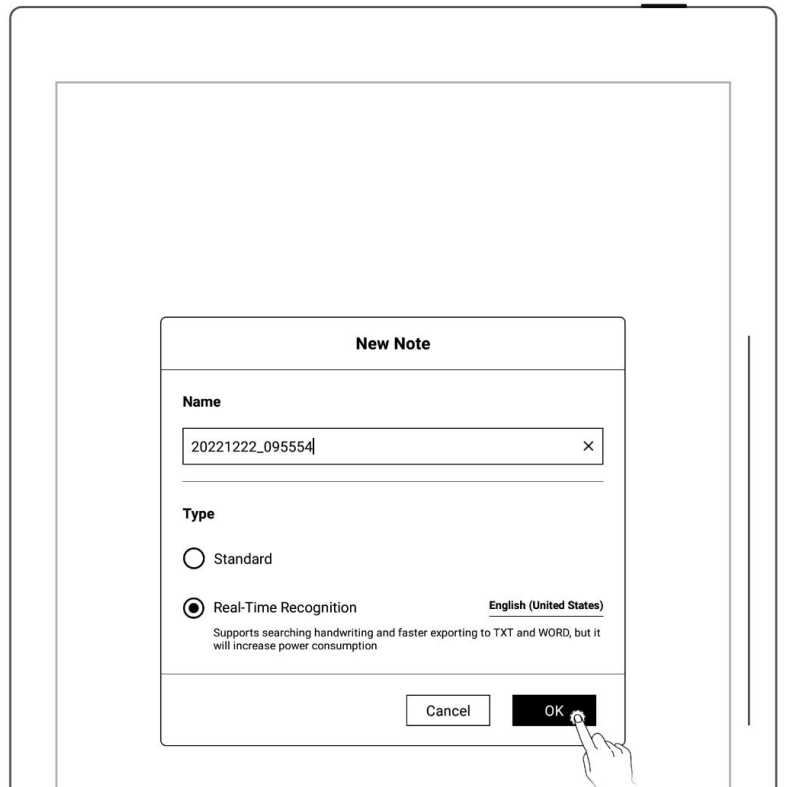 New Note
Name
20221222_095554
Type
Standard
Real-Time Recognition English (United States)
Supports searching handwriting and faster exporting to TXT and WORD, but it
will increase power consumption
Cancel OK